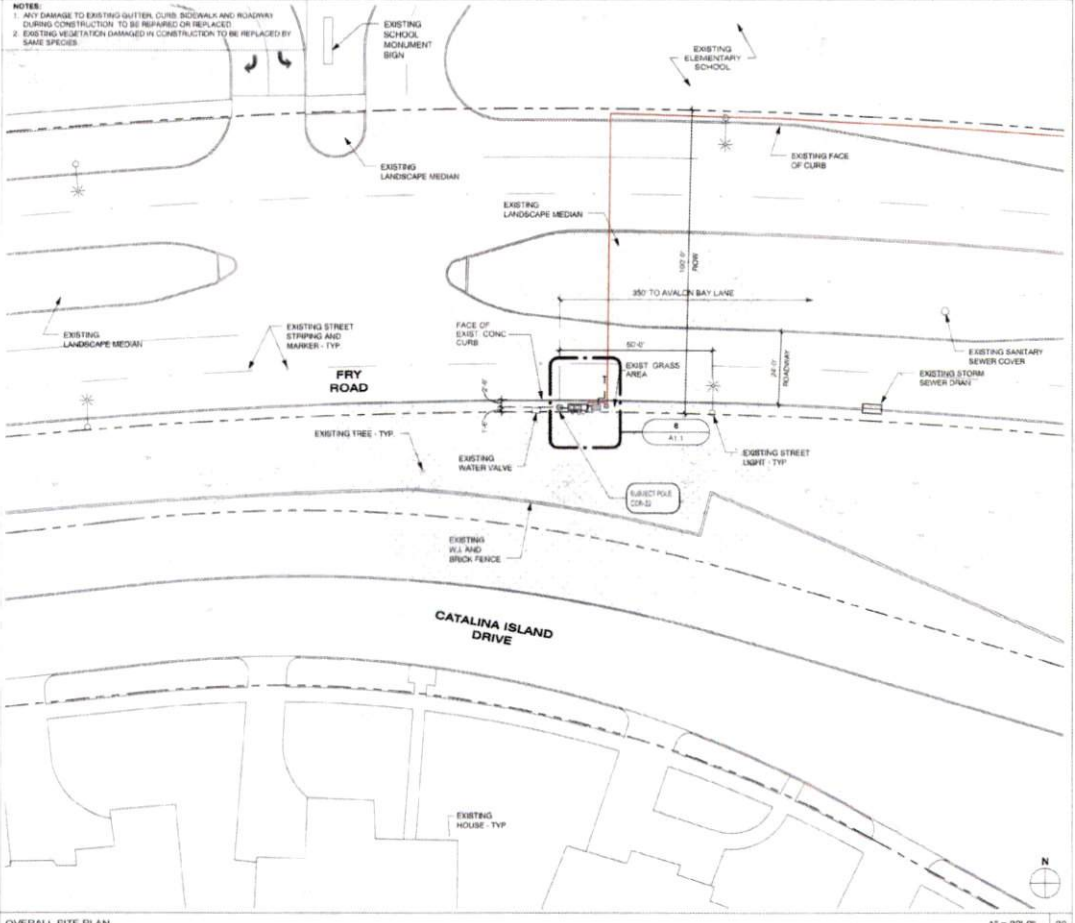 NOTES:
1. ANY DAMAGE TO EXISTING GUTTER, CURB, SIDEWALK AND ROADWAY
DURING CONSTRUCTION TO BE REPAIRED OR REPLACED.
2. EXISTING VEGETATION DAMAGED IN CONSTRUCTION TO BE REPLACED BY
SAME SPECIES.
EXISTING
SCHOOL
MONUMENT
SIGN
EXISTING
ELEMENTARY
SCHOOL
EXISTING
LANDSCAPE MEDIAN
EXISTING FACE
OF CURB
EXISTING
LANDSCAPE MEDIAN
100'-0"
ROW
350' TO AVALON BAY LANE
EXISTING
LANDSCAPE MEDIAN
EXISTING STREET
STRIPING AND
MARKER - TYP
FACE OF
EXIST. CONC
CURB
60'-0"
EXISTING SANITARY
SEWER COVER
FRY
ROAD
EXIST GRASS
AREA
24'-0"
ROADWAY
EXISTING STORM
SEWER DRAIN
EXISTING TREE - TYP.
A1.1
EXISTING
WATER VALVE
EXISTING STREET
LIGHT - TYP
SUBJECT POLE
EXISTING
W.I. AND
BRICK FENCE
CATALINA ISLAND
DRIVE
EXISTING
HOUSE - TYP
N
OVERALL SITE PLAN